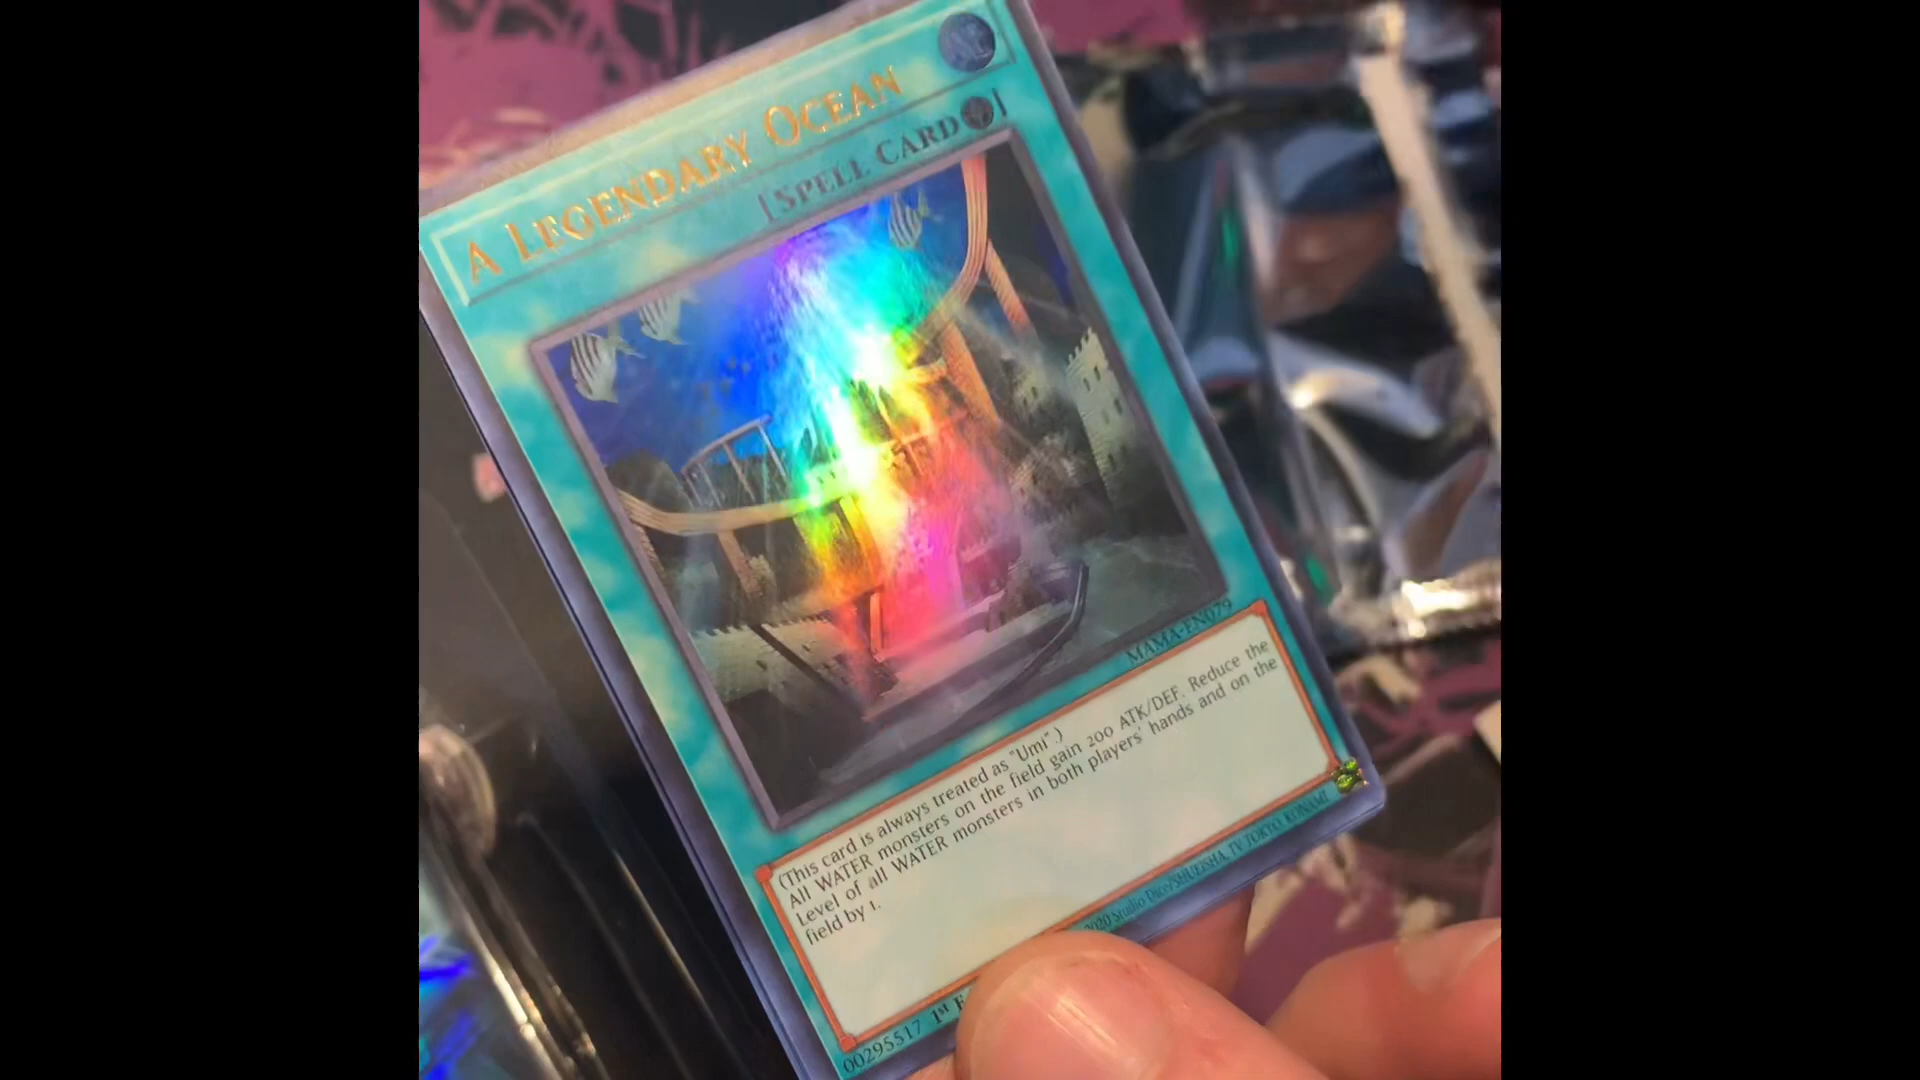 A LEGENDARY OCEAN
[SPELL CARD ]
MAMA-EN079
(This card is always treated as "Umi".)
All WATER monsters on the field gain 200 ATK/DEF. Reduce the
Level of all WATER monsters in both players' hands and on the
field by 1.
00295517 1st E
2020 Studio Dice/SHUEISHA, TV TOKYO, KONAMI